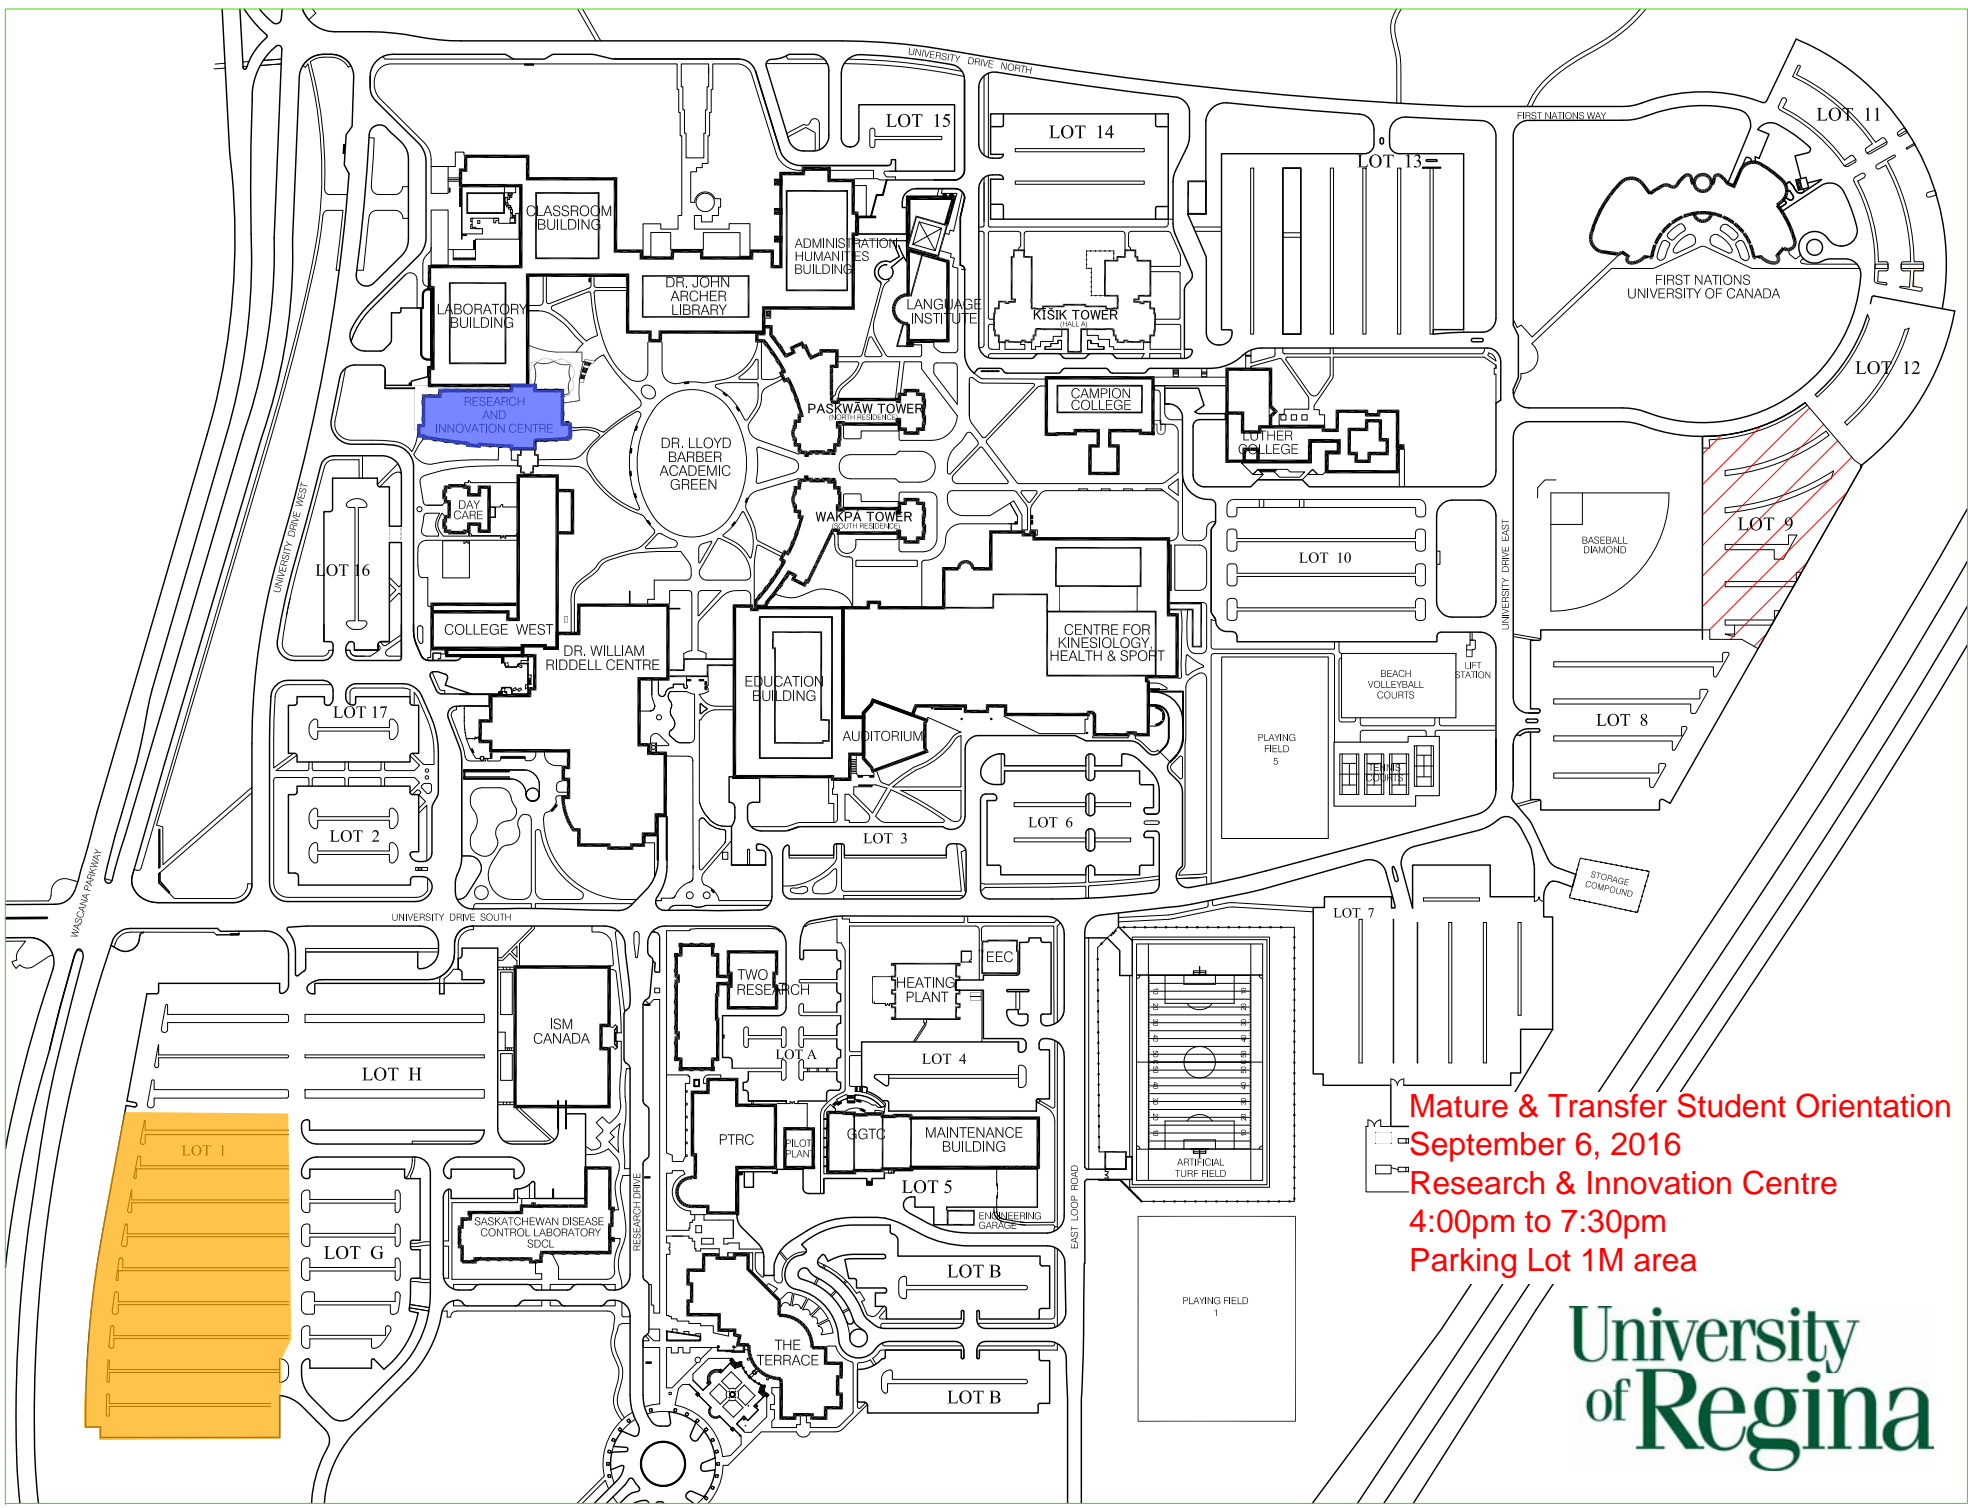 UNIVERSITY DRIVE NORTH
FIRST NATIONS WAY
LOT 11
LOT 15
LOT 14
LOT 13
CLASSROOM
BUILDING
ADMINISTRATION
HUMANITIES
BUILDING
DR. JOHN
ARCHER
LIBRARY
LABORATORY
BUILDING
LANGUAGE
INSTITUTE
KĪSIK TOWER
(HALL A)
FIRST NATIONS
UNIVERSITY OF CANADA
LOT 12
RESEARCH
AND
INNOVATION CENTRE
PASKWĀW TOWER
(NORTH RESIDENCE)
CAMPION
COLLEGE
LUTHER
COLLEGE
DR. LLOYD
BARBER
ACADEMIC
GREEN
DAY
CARE
WAKPÁ TOWER
(SOUTH RESIDENCE)
UNIVERSITY DRIVE WEST
LOT 16
LOT 10
UNIVERSITY DRIVE EAST
BASEBALL
DIAMOND
LOT 9
COLLEGE WEST
DR. WILLIAM
RIDDELL CENTRE
CENTRE FOR
KINESIOLOGY,
HEALTH & SPORT
EDUCATION
BUILDING
AUDITORIUM
BEACH
VOLLEYBALL
COURTS
LIFT
STATION
LOT 17
LOT 8
PLAYING
FIELD
5
TENNIS
COURTS
LOT 2
LOT 3
LOT 6
WASCANA PARKWAY
STORAGE
COMPOUND
UNIVERSITY DRIVE SOUTH
LOT 7
TWO
RESEARCH
HEATING
PLANT
EEC
ISM
CANADA
LOT A
LOT 4
LOT H
PTRC
PILOT
PLANT
GGTC
MAINTENANCE
BUILDING
LOT 1
ARTIFICIAL
TURF FIELD
LOT 5
ENGINEERING
GARAGE
EAST LOOP ROAD
RESEARCH DRIVE
SASKATCHEWAN DISEASE
CONTROL LABORATORY
SDCL
LOT G
LOT B
THE
TERRACE
LOT B
PLAYING FIELD
1
Mature & Transfer Student Orientation
September 6, 2016
Research & Innovation Centre
4:00pm to 7:30pm
Parking Lot 1M area
University
of Regina